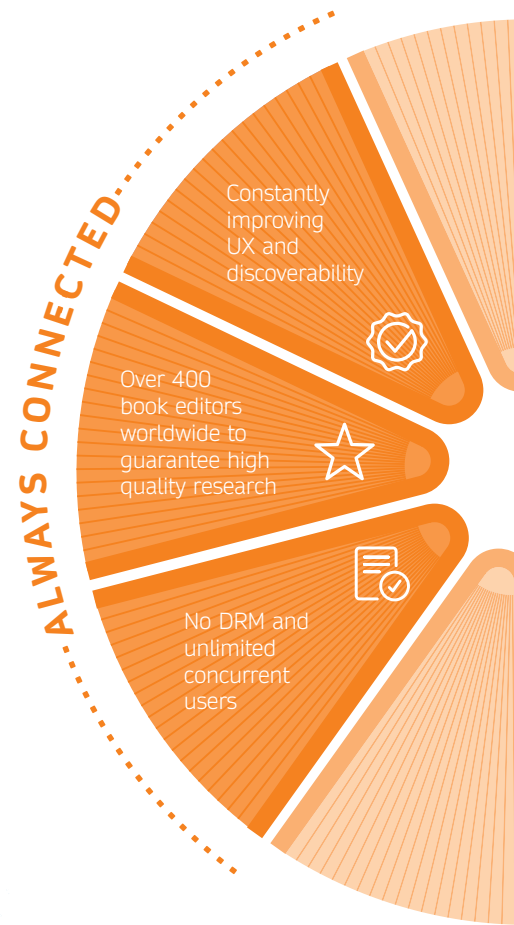 ALWAYS CONNECTED
Constantly
improving
UX and
discoverability
Over 400
book editors
worldwide to
guarantee high
quality research
No DRM and
unlimited
concurrent
users